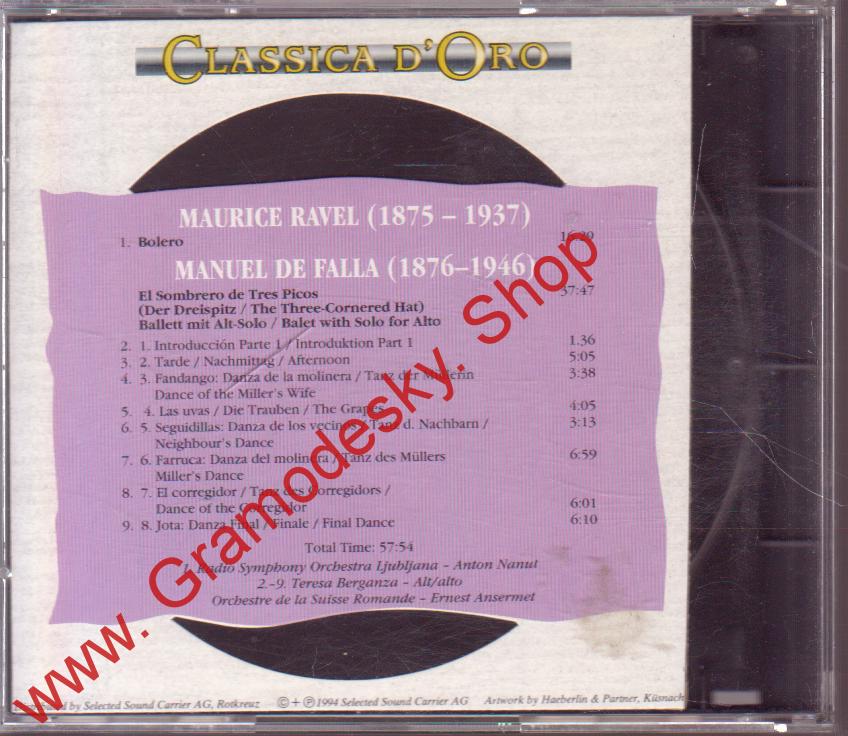 CLASSICA D'ORO
MAURICE RAVEL (1875 – 1937)
1. Bolero
MANUEL DE FALLA (1876–1946)
El Sombrero de Tres Picos 37:47
(Der Dreispitz / The Three-Cornered Hat)
Ballett mit Alt-Solo / Balet with Solo for Alto
2. 1. Introducción Parte 1 / Introduktion Part 1 1.36
3. 2. Tarde / Nachmittag / Afternoon 5:05
4. 3. Fandango: Danza de la molinera / Tanz der Müllerin 3:38
Dance of the Miller's Wife
5. 4. Las uvas / Die Trauben / The Grapes 4:05
6. 5. Seguidillas: Danza de los vecinos / Tanz d. Nachbarn / 3:13
Neighbour's Dance
7. 6. Farruca: Danza del molinera / Tanz des Müllers 6:59
Miller's Dance
8. 7. El corregidor / Tanz des Corregidors /
Dance of the Corregidor 6:01
9. 8. Jota: Danza Final / Finale / Final Dance 6:10
Total Time: 57:54
1. Radio Symphony Orchestra Ljubljana – Anton Nanut
2.–9. Teresa Berganza – Alt/alto
Orchestre de la Suisse Romande – Ernest Ansermet
by Selected Sound Carrier AG, Rotkreuz © + ℗ 1994 Selected Sound Carrier AG Artwork by Haeberlin & Partner, Küsnach
www. Gramodesky. Shop